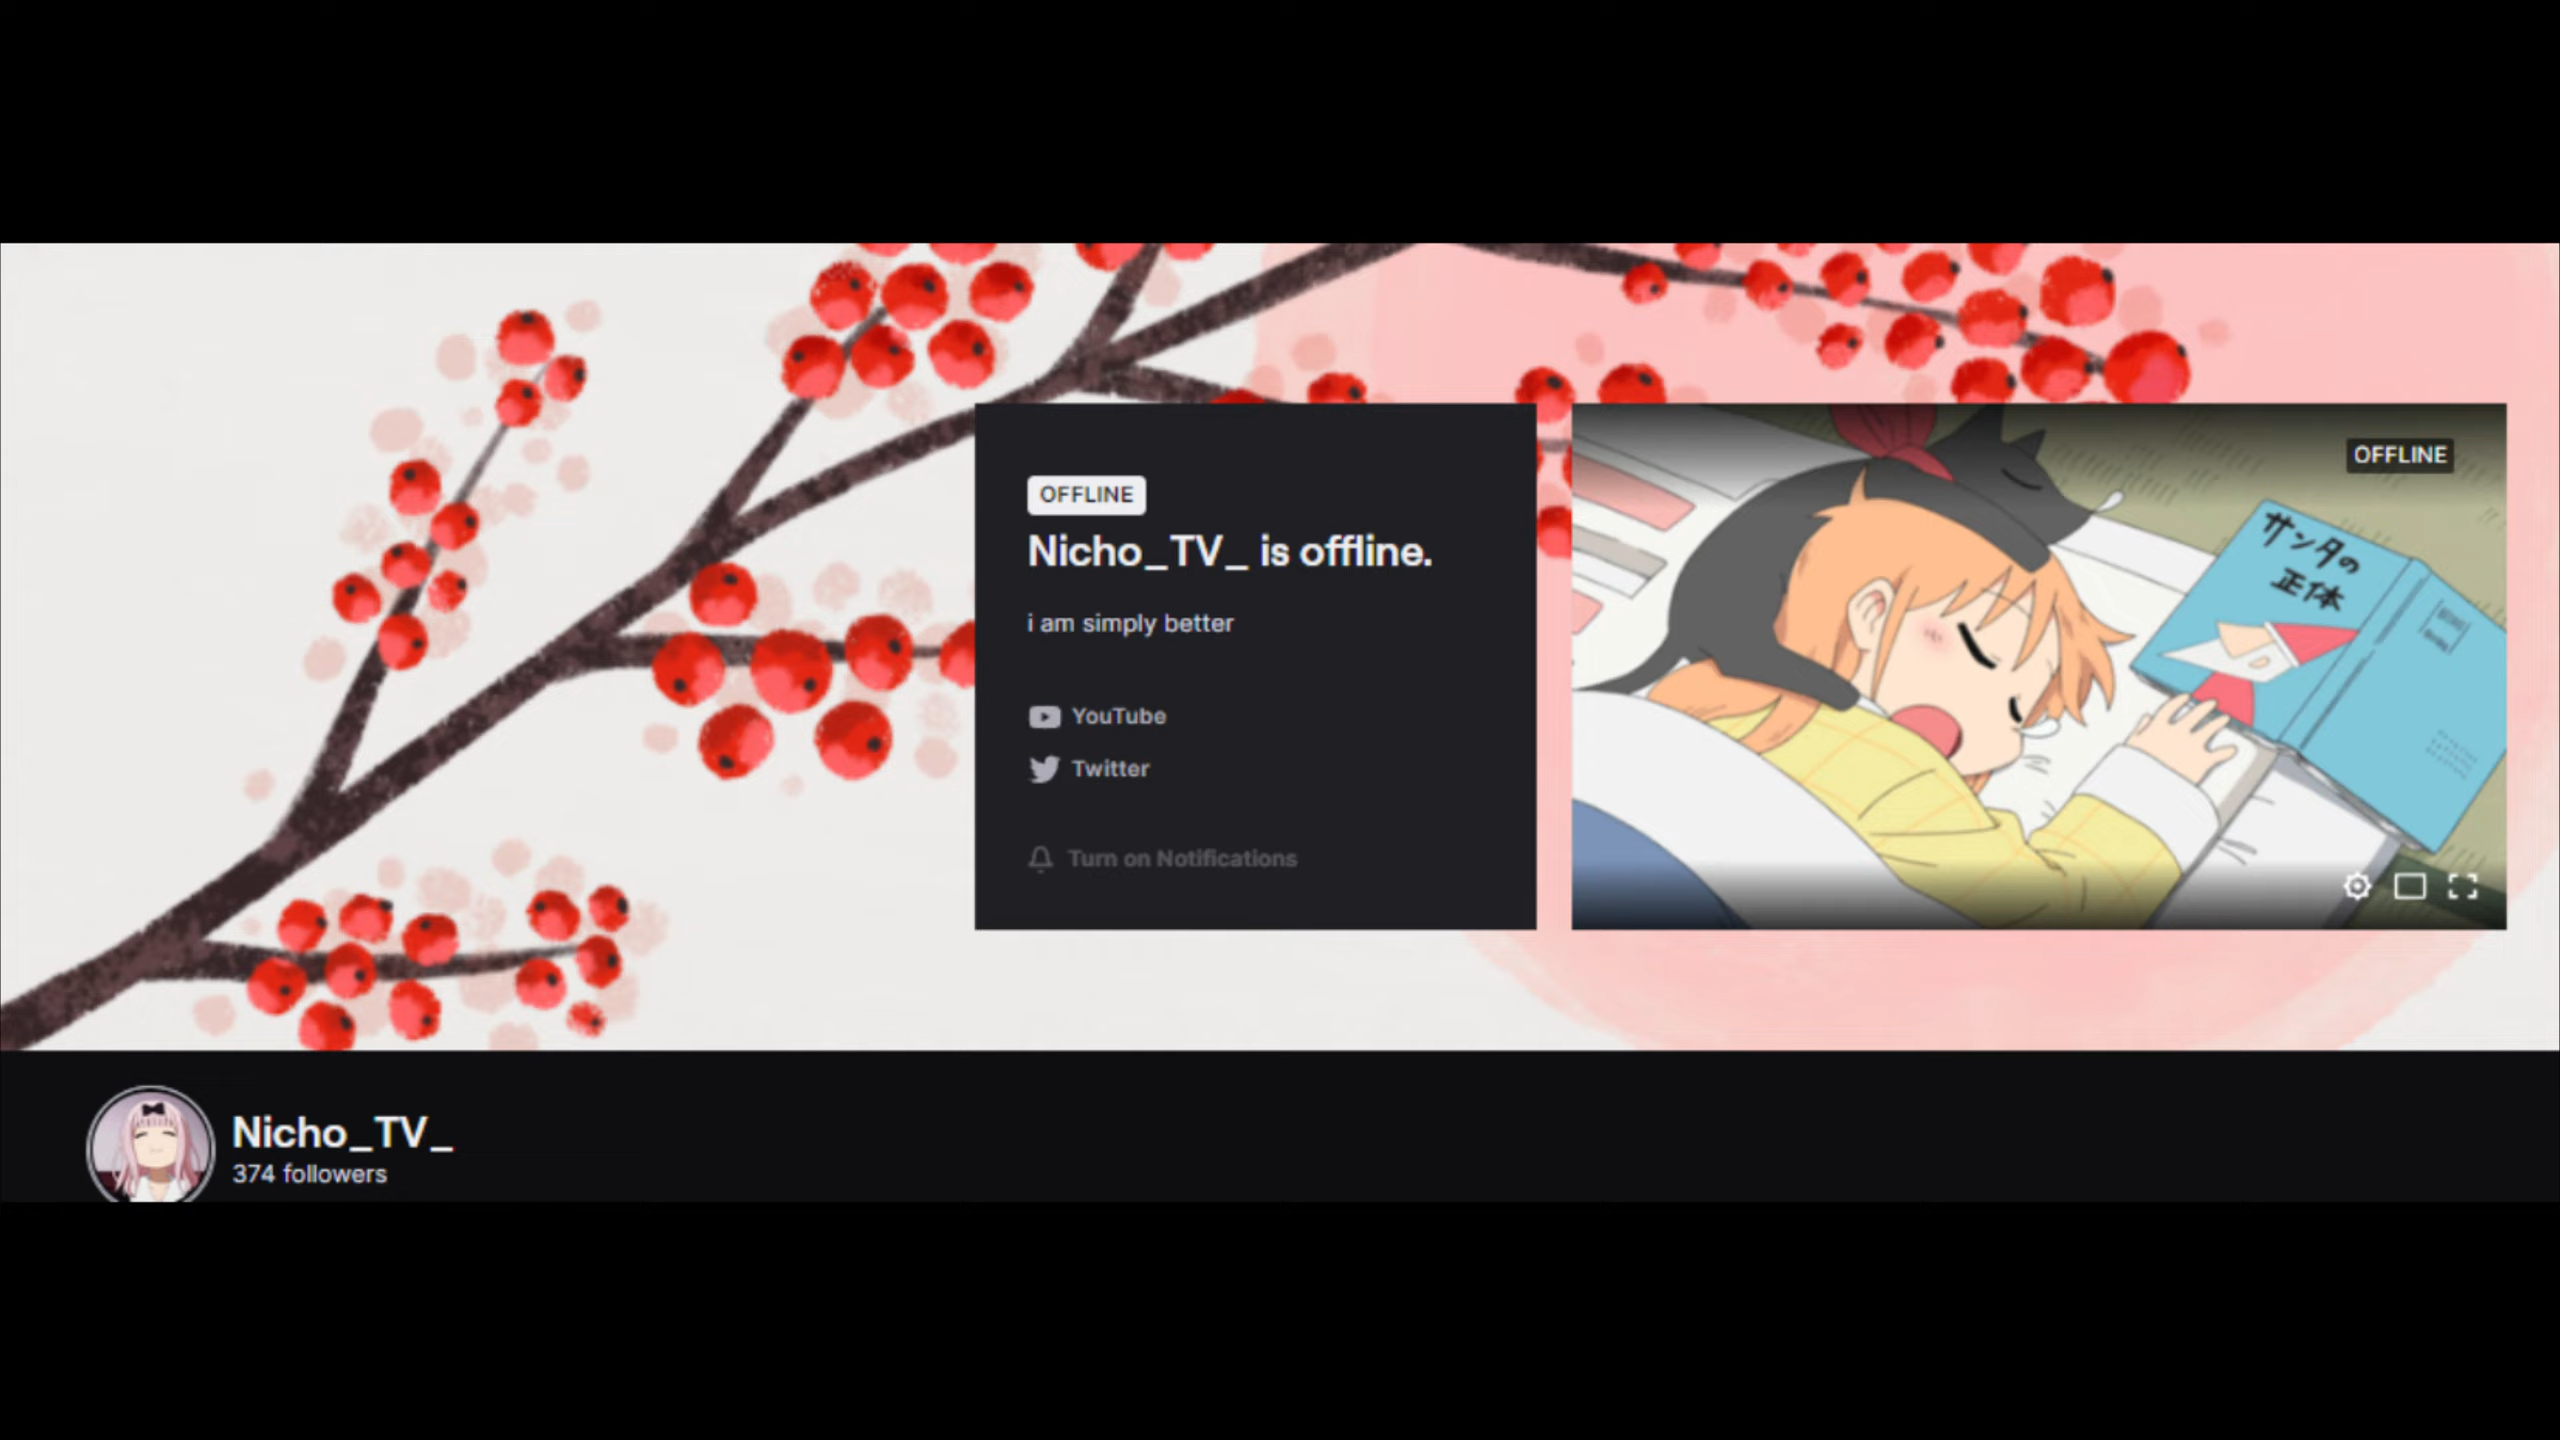 OFFLINE
Nicho_TV_ is offline.
i am simply better
YouTube
Twitter
Turn on Notifications
OFFLINE
サンタの
正体
Nicho_TV_
374 followers